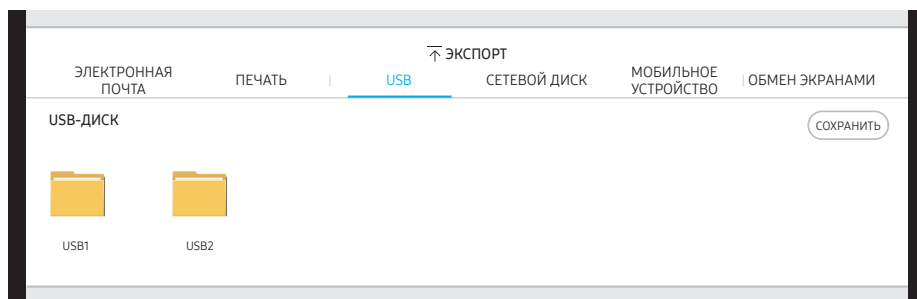 ЭКСПОРТ
ЭЛЕКТРОННАЯ
ПОЧТА
ПЕЧАТЬ
USB
СЕТЕВОЙ ДИСК
МОБИЛЬНОЕ
УСТРОЙСТВО
ОБМЕН ЭКРАНАМИ
USB-ДИСК
СОХРАНИТЬ
USB1
USB2